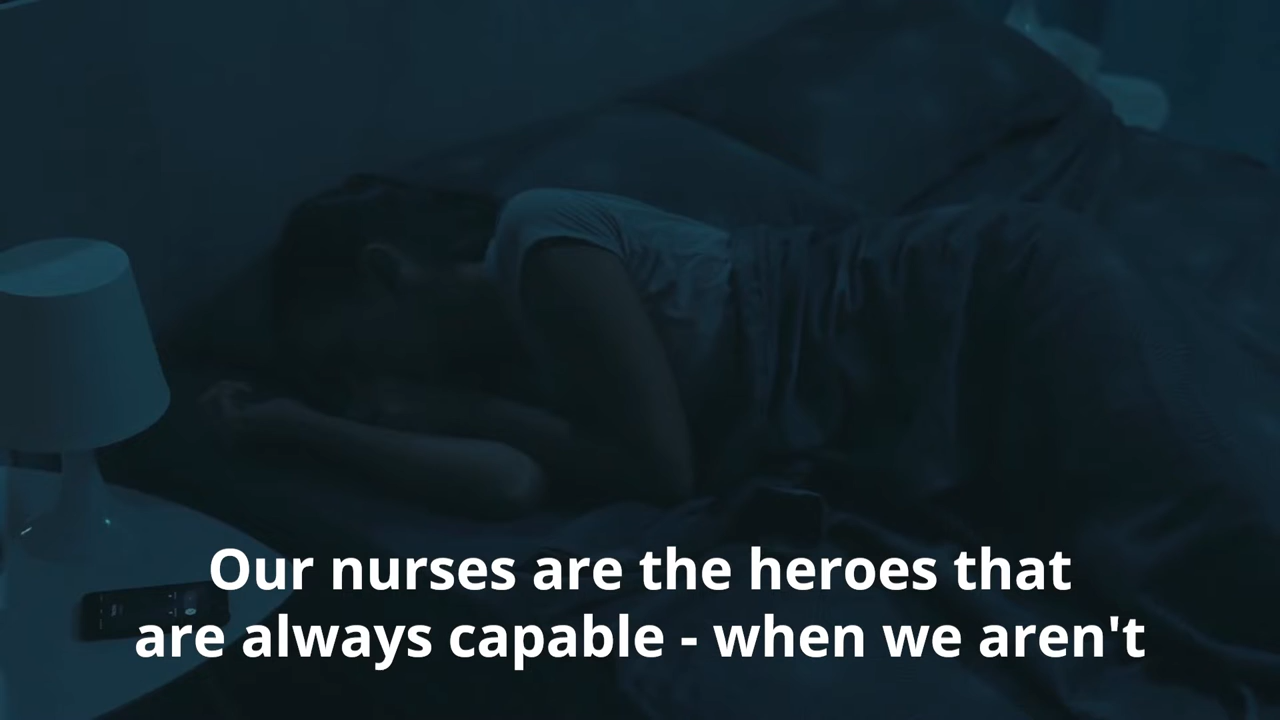 Our nurses are the heroes that
are always capable - when we aren't